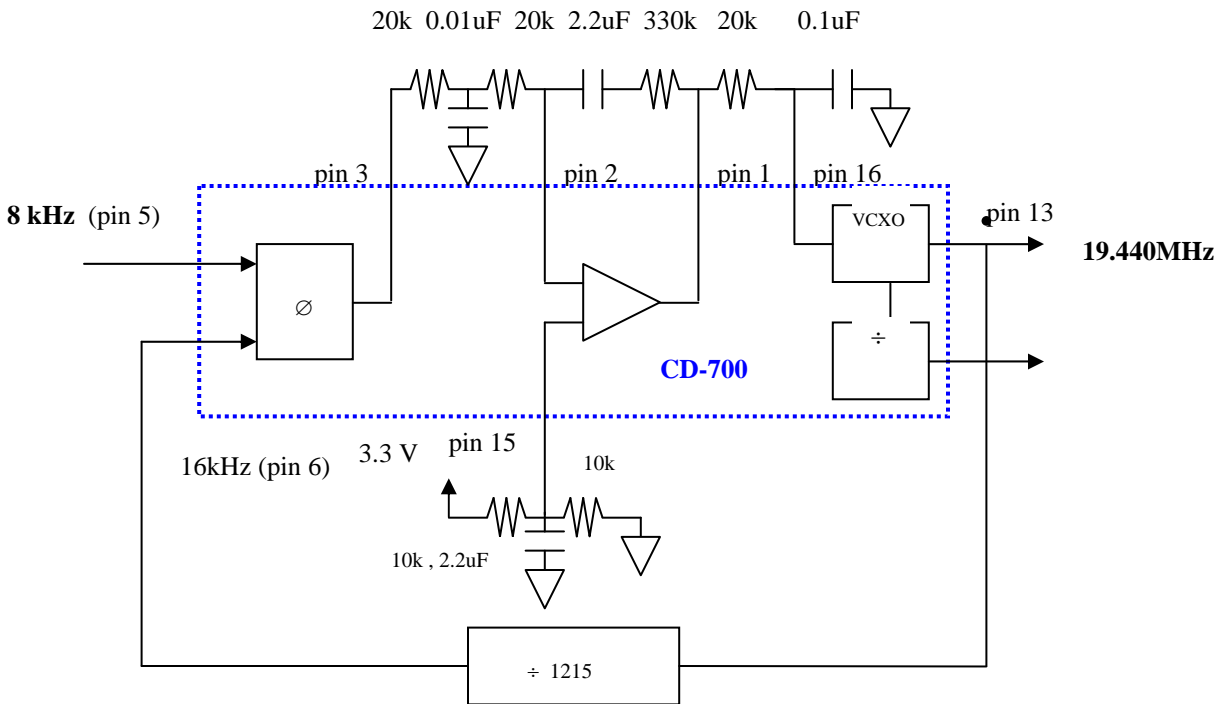 20k 0.01uF 20k 2.2uF 330k 20k 0.1uF
pin 3 pin 2 pin 1 pin 16
8 kHz (pin 5)
VCXO
pin 13
19.440MHz
∅
÷
CD-700
16kHz (pin 6)
3.3 V
pin 15
10k
10k , 2.2uF
÷ 1215